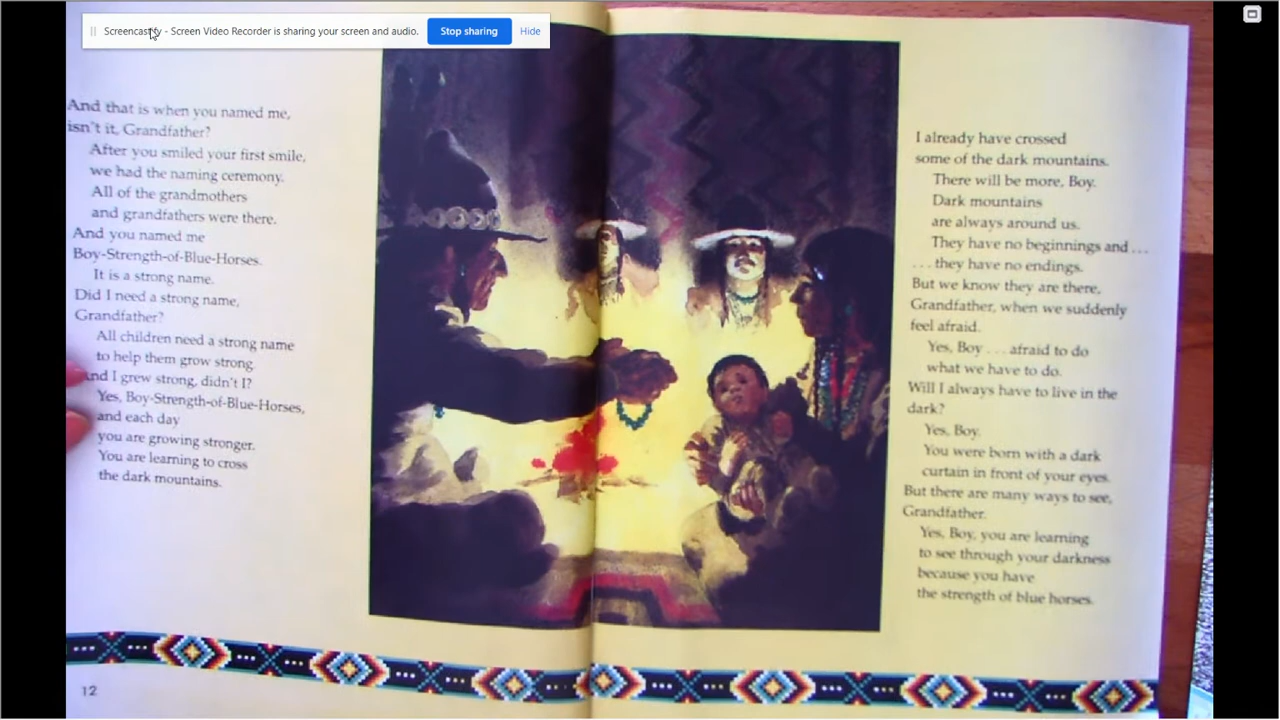 Screencastify - Screen Video Recorder is sharing your screen and audio.
Stop sharing
Hide
And that is when you named me,
isn't it, Grandfather?
After you smiled your first smile,
we had the naming ceremony.
All of the grandmothers
and grandfathers were there.
And you named me
Boy-Strength-of-Blue-Horses.
It is a strong name.
Did I need a strong name,
Grandfather?
All children need a strong name
to help them grow strong.
And I grew strong, didn't I?
Yes, Boy-Strength-of-Blue-Horses,
and each day
you are growing stronger.
You are learning to cross
the dark mountains.
12
I already have crossed
some of the dark mountains.
There will be more, Boy.
Dark mountains
are always around us.
They have no beginnings and ...
... they have no endings.
But we know they are there,
Grandfather, when we suddenly
feel afraid.
Yes, Boy ... afraid to do
what we have to do.
Will I always have to live in the
dark?
Yes, Boy.
You were born with a dark
curtain in front of your eyes.
But there are many ways to see,
Grandfather.
Yes, Boy, you are learning
to see through your darkness
because you have
the strength of blue horses.